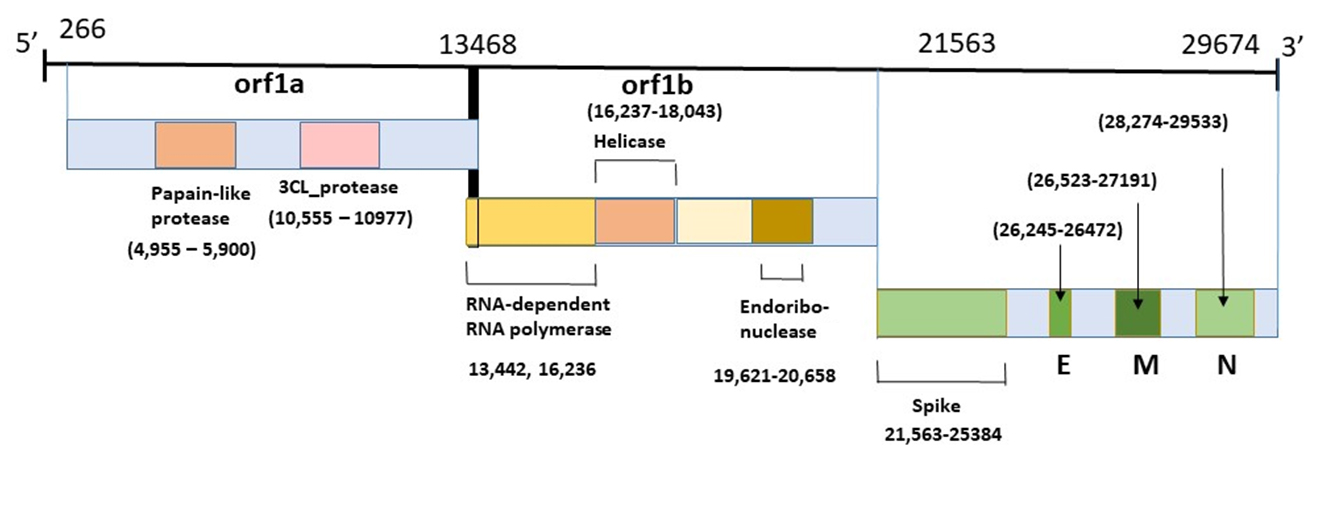 5’ 266 13468 21563 29674 3’
orf1a
orf1b
(16,237-18,043)
Helicase
(28,274-29533)
(26,523-27191)
(26,245-26472)
Papain-like
protease
(4,955 – 5,900)
3CL_protease
(10,555 – 10977)
RNA-dependent
RNA polymerase
13,442, 16,236
Endoribo-
nuclease
19,621-20,658
E M N
Spike
21,563-25384